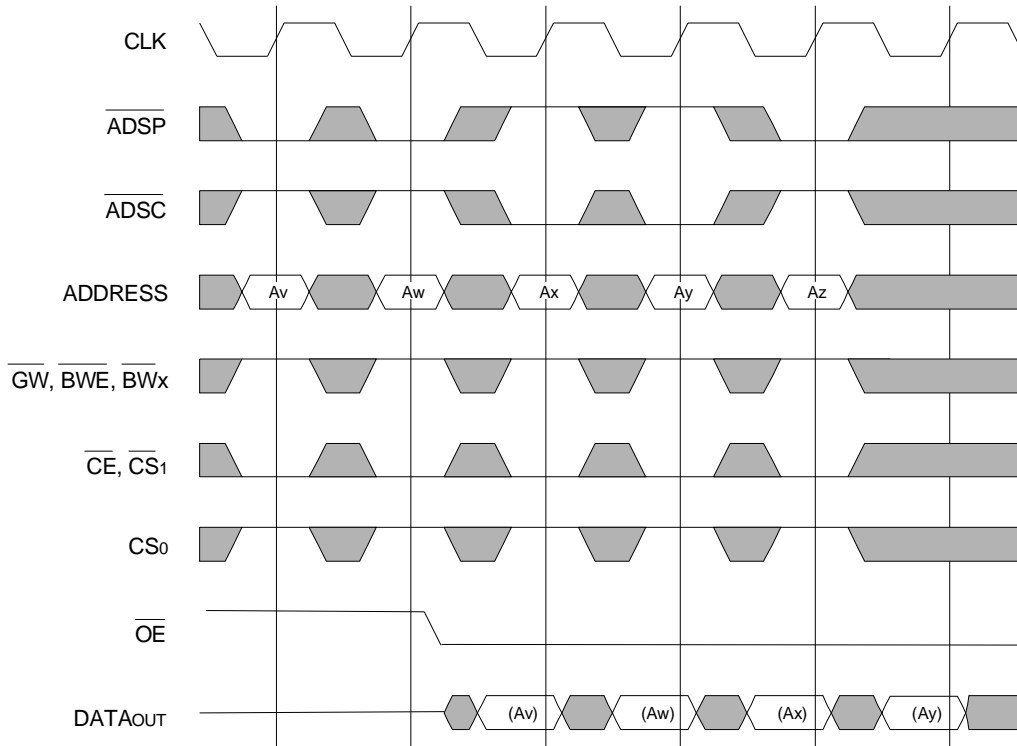 CLK
ADSP
ADSC
ADDRESS Av Aw Ax Ay Az
GW, BWE, BWx
CE, CS1
CS0
OE
DATAOUT (Av) (Aw) (Ax) (Ay)